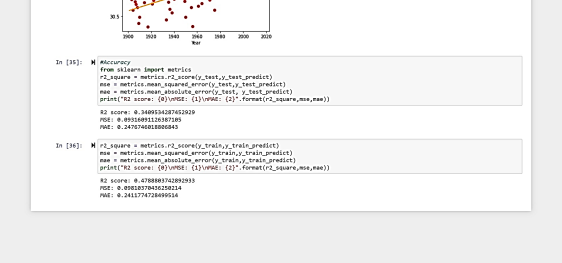 30.5
1900 1920 1940 1960 1980 2000 2020
Year
In [35]:
#Accuracy
from sklearn import metrics
r2_square = metrics.r2_score(y_test,y_test_predict)
mse = metrics.mean_squared_error(y_test,y_test_predict)
mae = metrics.mean_absolute_error(y_test, y_test_predict)
print("R2 score: {0}\nMSE: {1}\nMAE: {2}".format(r2_square,mse,mae))
R2 score: 0.3409534287452929
MSE: 0.09316091126387105
MAE: 0.2476746018806843
In [36]:
r2_square = metrics.r2_score(y_train,y_train_predict)
mse = metrics.mean_squared_error(y_train,y_train_predict)
mae = metrics.mean_absolute_error(y_train,y_train_predict)
print("R2 score: {0}\nMSE: {1}\nMAE: {2}".format(r2_square,mse,mae))
R2 score: 0.4788803742892933
MSE: 0.09810370436250214
MAE: 0.2411774728499514